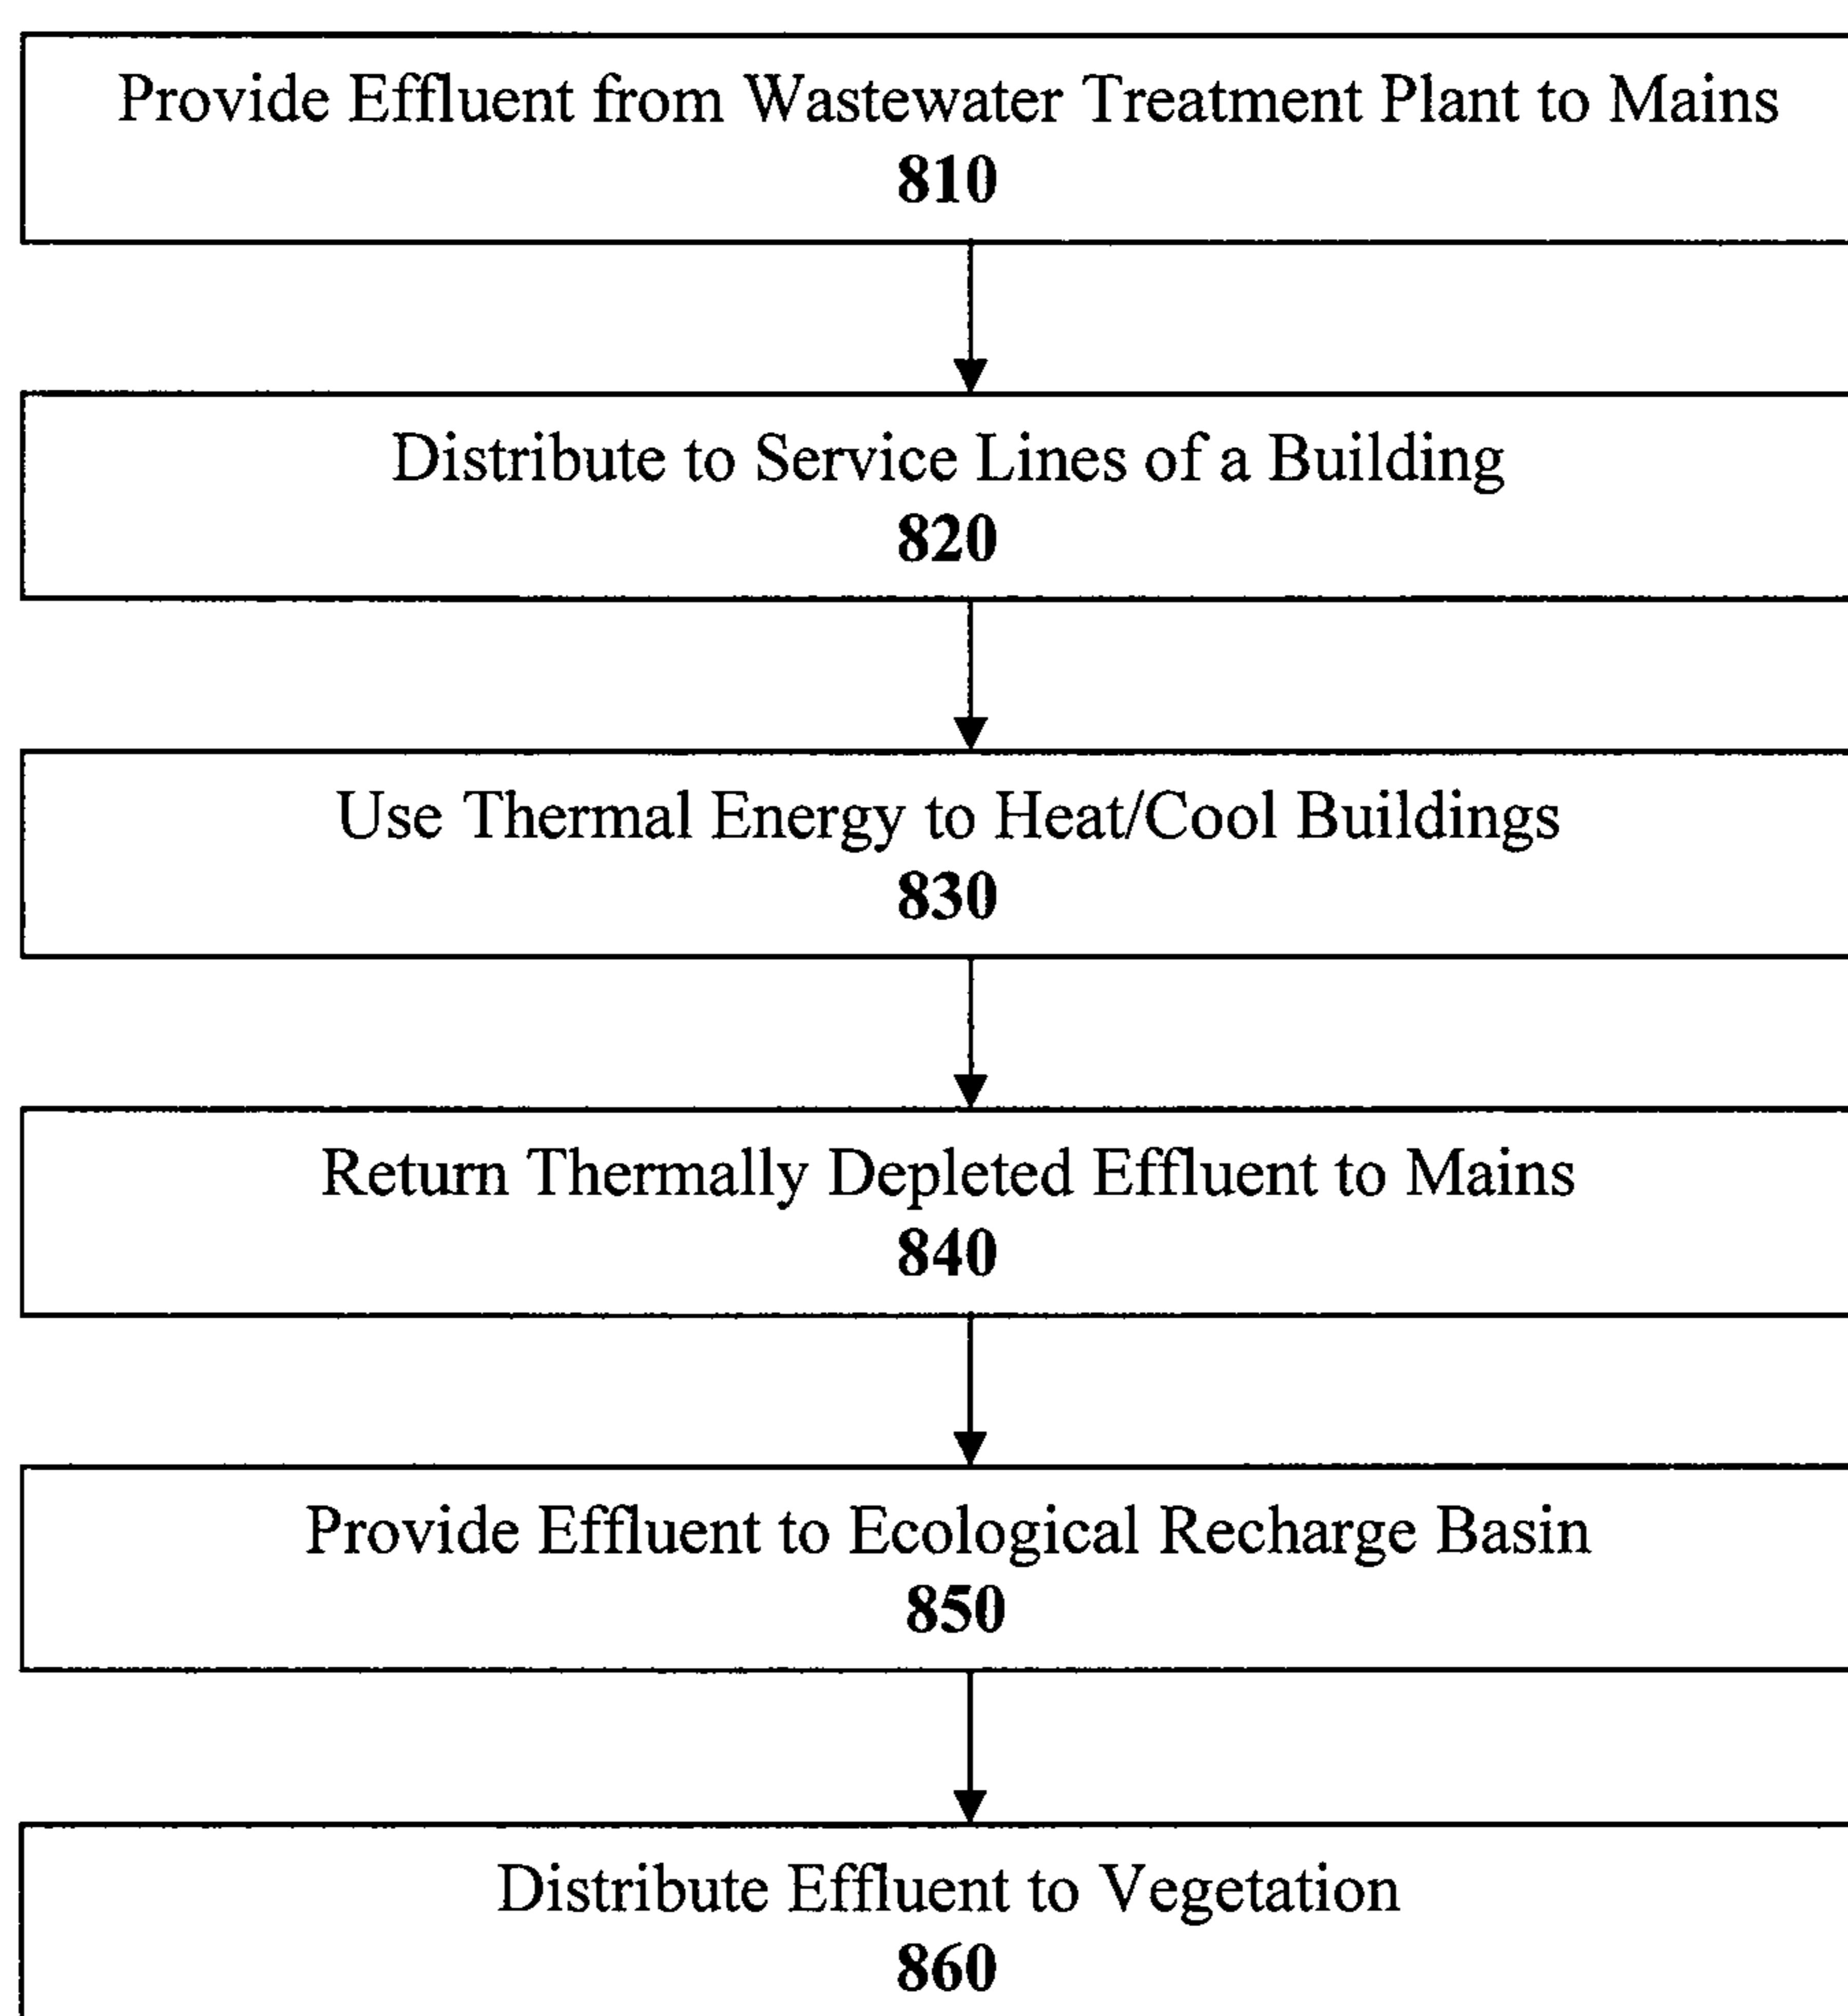 Provide Effluent from Wastewater Treatment Plant to Mains
810
Distribute to Service Lines of a Building
820
Use Thermal Energy to Heat/Cool Buildings
830
Return Thermally Depleted Effluent to Mains
840
Provide Effluent to Ecological Recharge Basin
850
Distribute Effluent to Vegetation
860